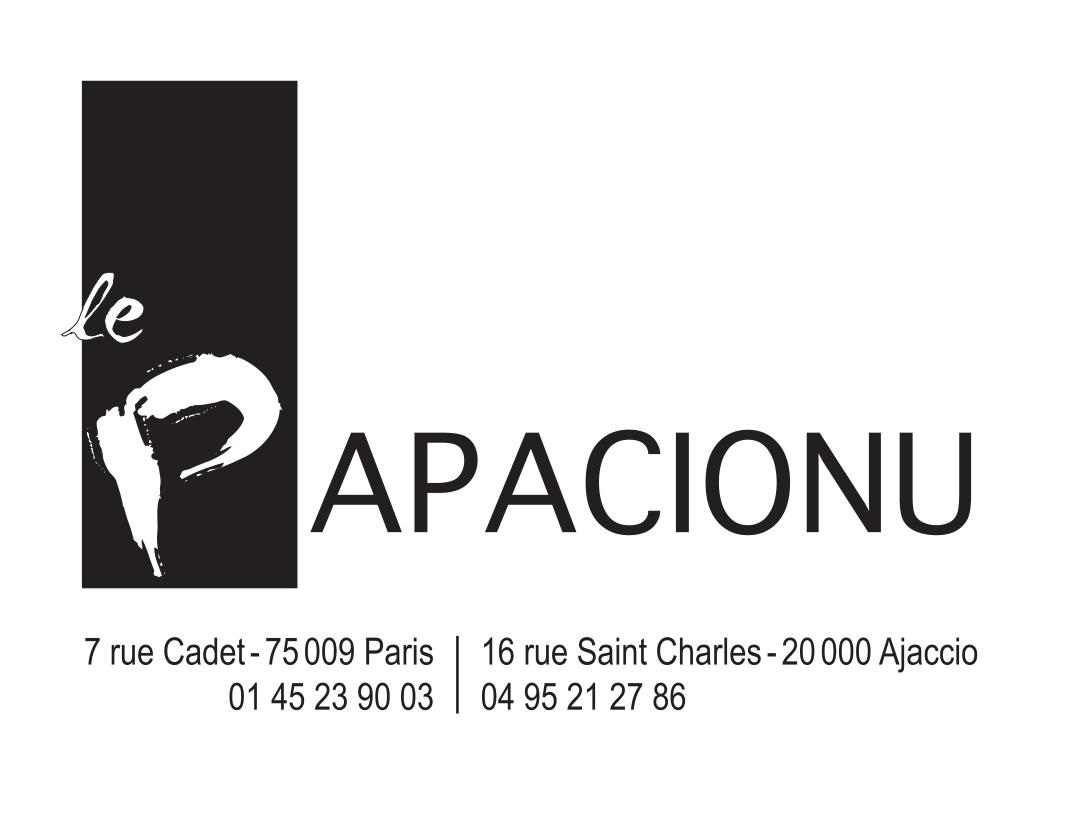 le
PAPACIONU
7 rue Cadet - 75 009 Paris
01 45 23 90 03
16 rue Saint Charles - 20 000 Ajaccio
04 95 21 27 86